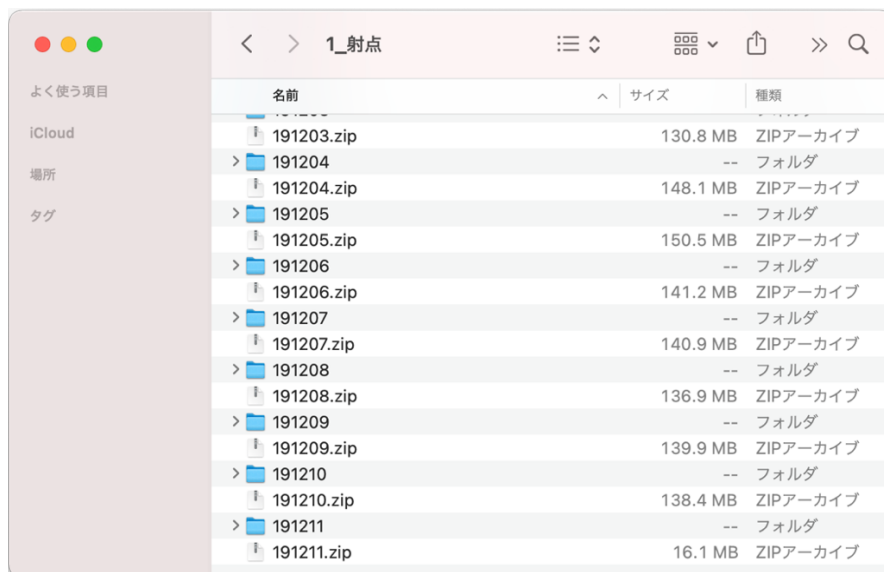 1_射点
よく使う項目
iCloud
場所
タグ
名前 サイズ 種類
191203.zip 130.8 MB ZIPアーカイブ
191204 -- フォルダ
191204.zip 148.1 MB ZIPアーカイブ
191205 -- フォルダ
191205.zip 150.5 MB ZIPアーカイブ
191206 -- フォルダ
191206.zip 141.2 MB ZIPアーカイブ
191207 -- フォルダ
191207.zip 140.9 MB ZIPアーカイブ
191208 -- フォルダ
191208.zip 136.9 MB ZIPアーカイブ
191209 -- フォルダ
191209.zip 139.9 MB ZIPアーカイブ
191210 -- フォルダ
191210.zip 138.4 MB ZIPアーカイブ
191211 -- フォルダ
191211.zip 16.1 MB ZIPアーカイブ